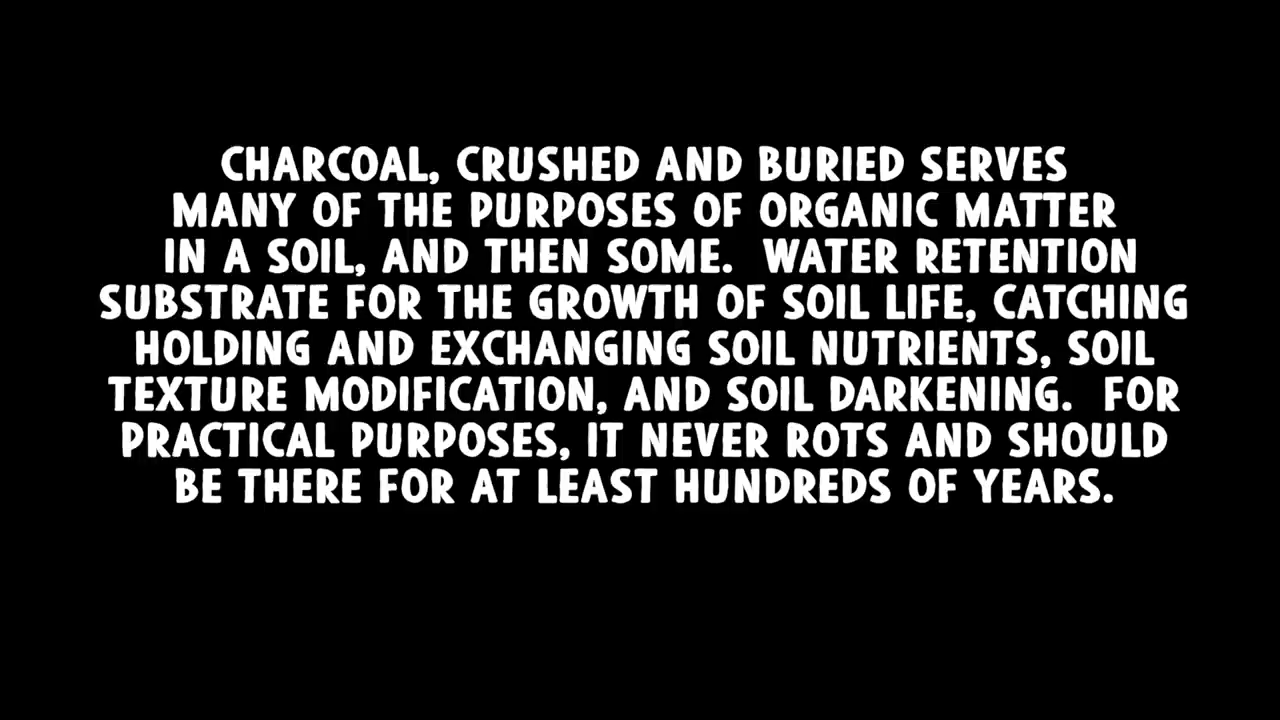 CHARCOAL, CRUSHED AND BURIED SERVES
MANY OF THE PURPOSES OF ORGANIC MATTER
IN A SOIL, AND THEN SOME.  WATER RETENTION
SUBSTRATE FOR THE GROWTH OF SOIL LIFE, CATCHING
HOLDING AND EXCHANGING SOIL NUTRIENTS, SOIL
TEXTURE MODIFICATION, AND SOIL DARKENING.  FOR
PRACTICAL PURPOSES, IT NEVER ROTS AND SHOULD
BE THERE FOR AT LEAST HUNDREDS OF YEARS.